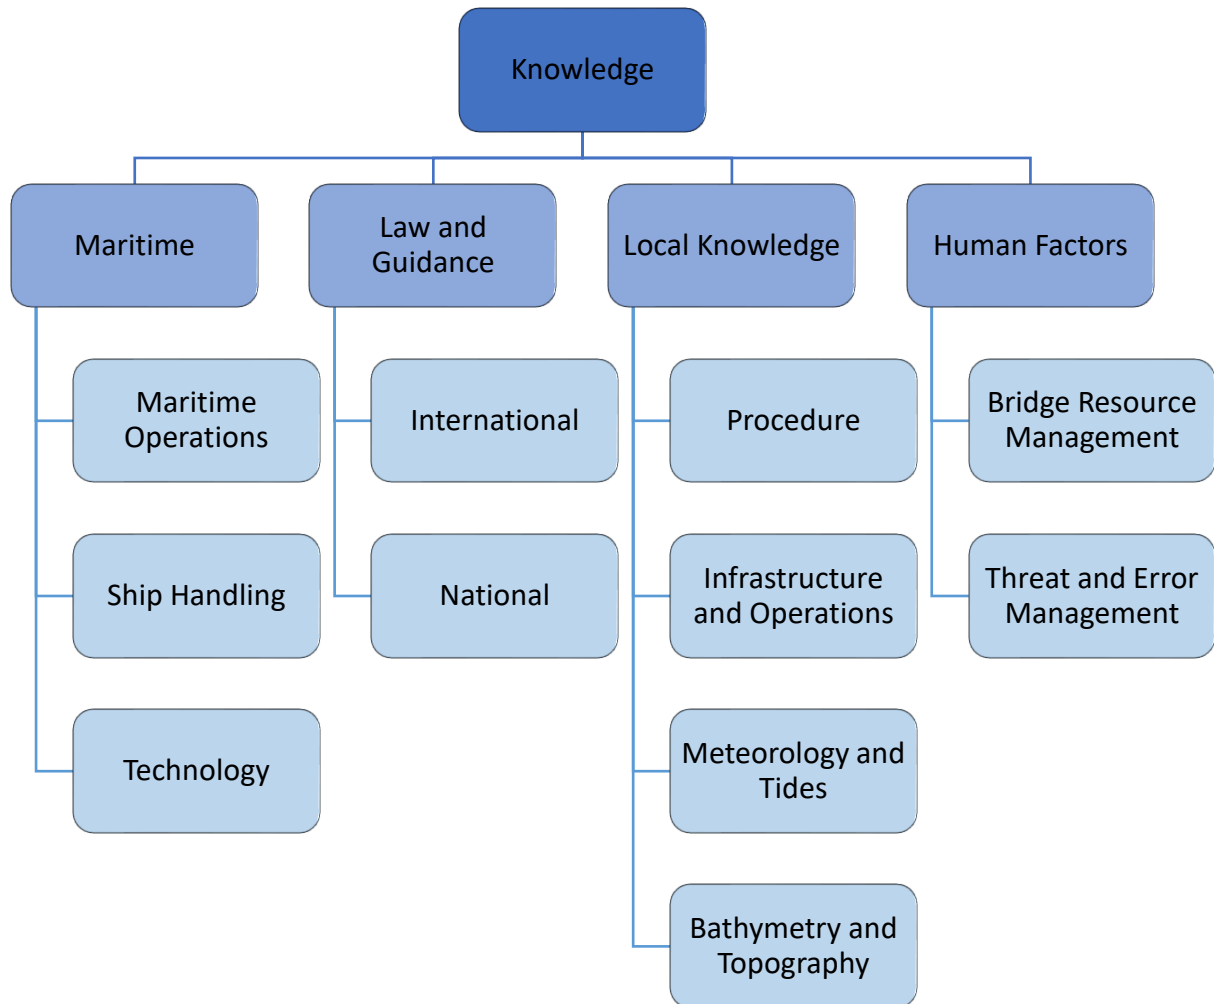 Knowledge
Maritime
Law and
Guidance
Local Knowledge
Human Factors
Maritime
Operations
International
Procedure
Bridge Resource
Management
Ship Handling
National
Infrastructure
and Operations
Threat and Error
Management
Technology
Meteorology and
Tides
Bathymetry and
Topography